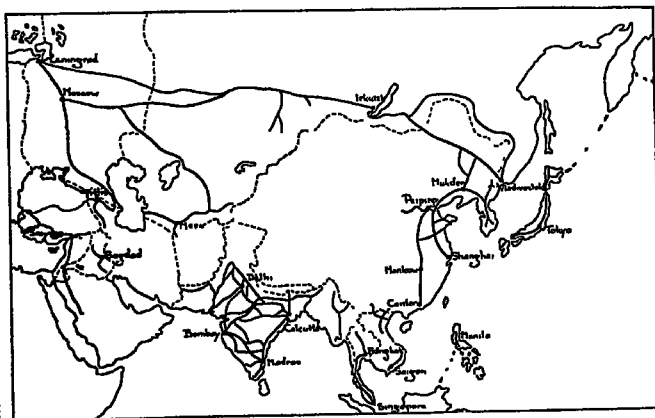 Leningrad
Moscow
Irkutsk
Mukden
Vladivostok
Peiping
Merv
Tokyo
Bagdad
Shanghai
Delhi
Hankow
Canton
Bombay
Calcutta
Manila
Bangkok
Madras
Saigon
Singapore